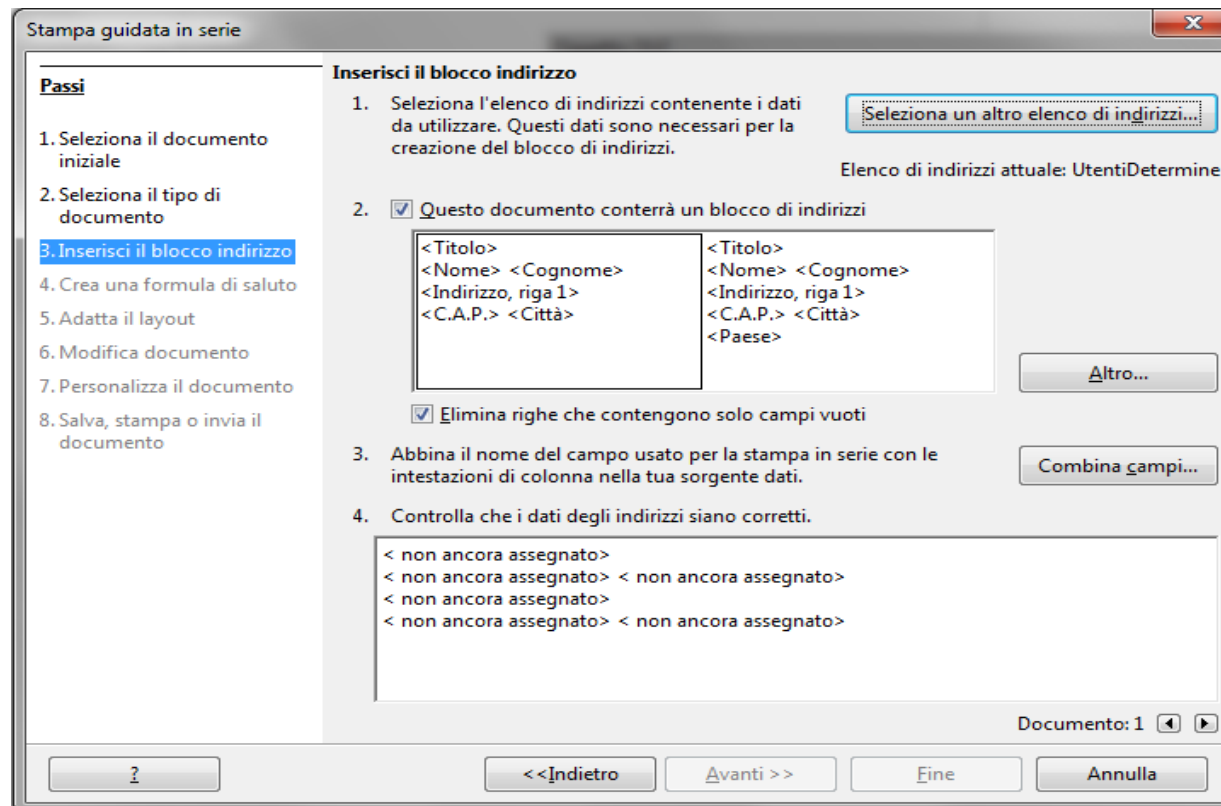 Stampa guidata in serie
Passi
1. Seleziona il documento
iniziale
2. Seleziona il tipo di
documento
3. Inserisci il blocco indirizzo
4. Crea una formula di saluto
5. Adatta il layout
6. Modifica documento
7. Personalizza il documento
8. Salva, stampa o invia il
documento
Inserisci il blocco indirizzo
1. Seleziona l'elenco di indirizzi contenente i dati
da utilizzare. Questi dati sono necessari per la
creazione del blocco di indirizzi.
Seleziona un altro elenco di indirizzi...
Elenco di indirizzi attuale: UtentiDetermine
2. Questo documento conterrà un blocco di indirizzi
<Titolo>
<Nome> <Cognome>
<Indirizzo, riga 1>
<C.A.P.> <Città>
<Titolo>
<Nome> <Cognome>
<Indirizzo, riga 1>
<C.A.P.> <Città>
<Paese>
Altro...
Elimina righe che contengono solo campi vuoti
3. Abbina il nome del campo usato per la stampa in serie con le
intestazioni di colonna nella tua sorgente dati.
Combina campi...
4. Controlla che i dati degli indirizzi siano corretti.
< non ancora assegnato>
< non ancora assegnato> < non ancora assegnato>
< non ancora assegnato>
< non ancora assegnato> < non ancora assegnato>
Documento: 1
? <<Indietro Avanti >> Fine Annulla